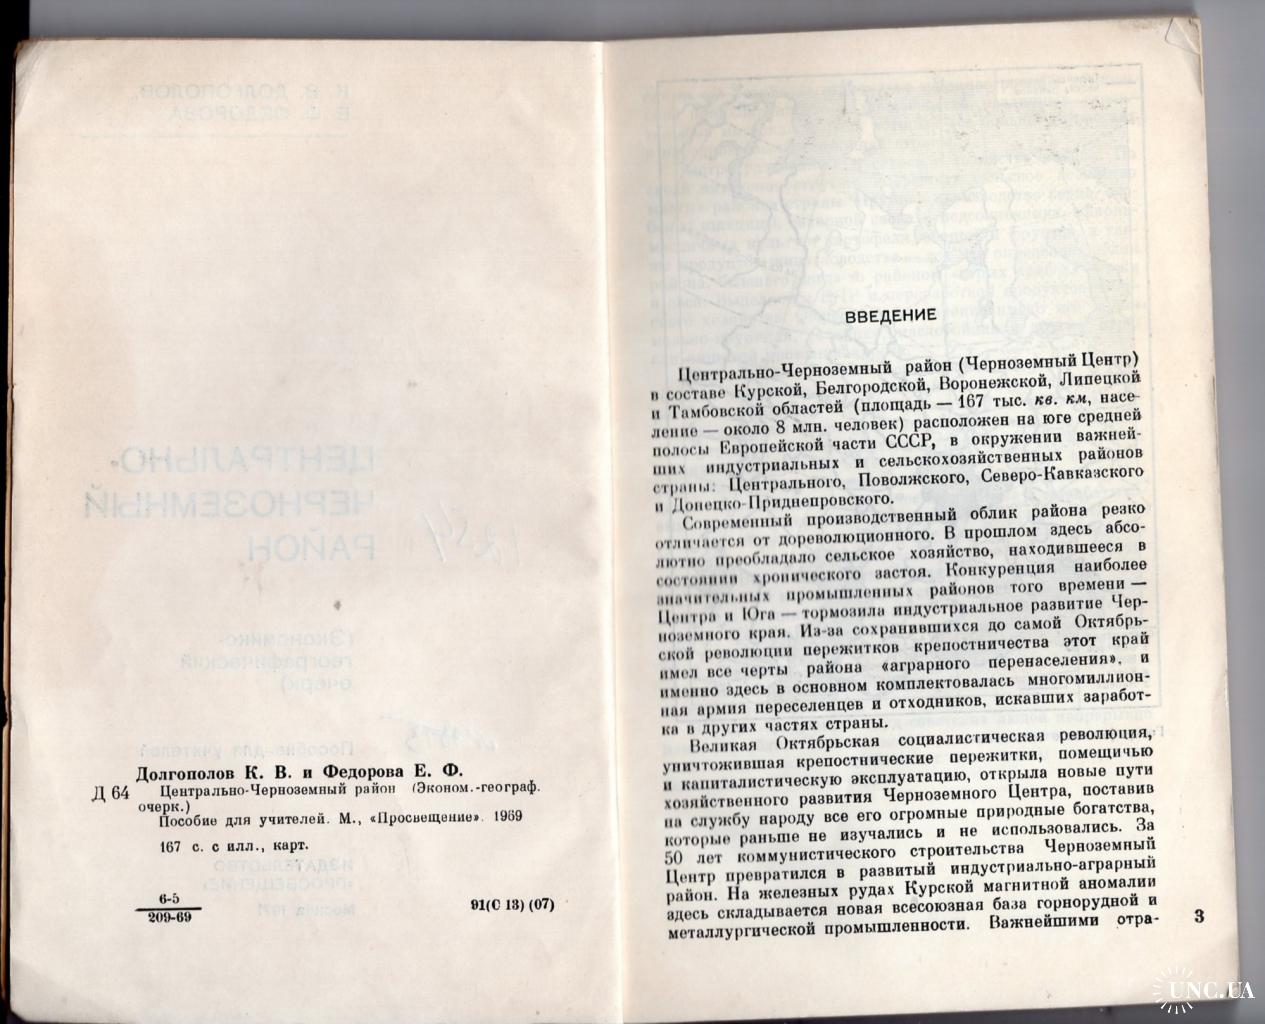 Долгополов К. В. и Федорова Е. Ф.
Д 64
Центрально-Черноземный район (Эконом.-географ.
очерк.)
Пособие для учителей. М., «Просвещение». 1969
167 с. с илл., карт.
6-5
209-69
91(С 13) (07)
ВВЕДЕНИЕ
Центрально-Черноземный район (Черноземный Центр)
в составе Курской, Белгородской, Воронежской, Липецкой
и Тамбовской областей (площадь — 167 тыс. кв. км, насе-
ление — около 8 млн. человек) расположен на юге средней
полосы Европейской части СССР, в окружении важней-
ших индустриальных и сельскохозяйственных районов
страны: Центрального, Поволжского, Северо-Кавказского
и Донецко-Приднепровского.
Современный производственный облик района резко
отличается от дореволюционного. В прошлом здесь абсо-
лютно преобладало сельское хозяйство, находившееся в
состоянии хронического застоя. Конкуренция наиболее
значительных промышленных районов того времени —
Центра и Юга — тормозила индустриальное развитие Чер-
ноземного края. Из-за сохранившихся до самой Октябрь-
ской революции пережитков крепостничества этот край
имел все черты района «аграрного перенаселения», и
именно здесь в основном комплектовалась многомиллион-
ная армия переселенцев и отходников, искавших заработ-
ка в других частях страны.
Великая Октябрьская социалистическая революция,
уничтожившая крепостнические пережитки, помещичью
и капиталистическую эксплуатацию, открыла новые пути
хозяйственного развития Черноземного Центра, поставив
на службу народу все его огромные природные богатства,
которые раньше не изучались и не использовались. За
50 лет коммунистического строительства Черноземный
Центр превратился в развитый индустриально-аграрный
район. На железных рудах Курской магнитной аномалии
здесь складывается новая всесоюзная база горнорудной и
металлургической промышленности. Важнейшими отра-
3
UNC.UA